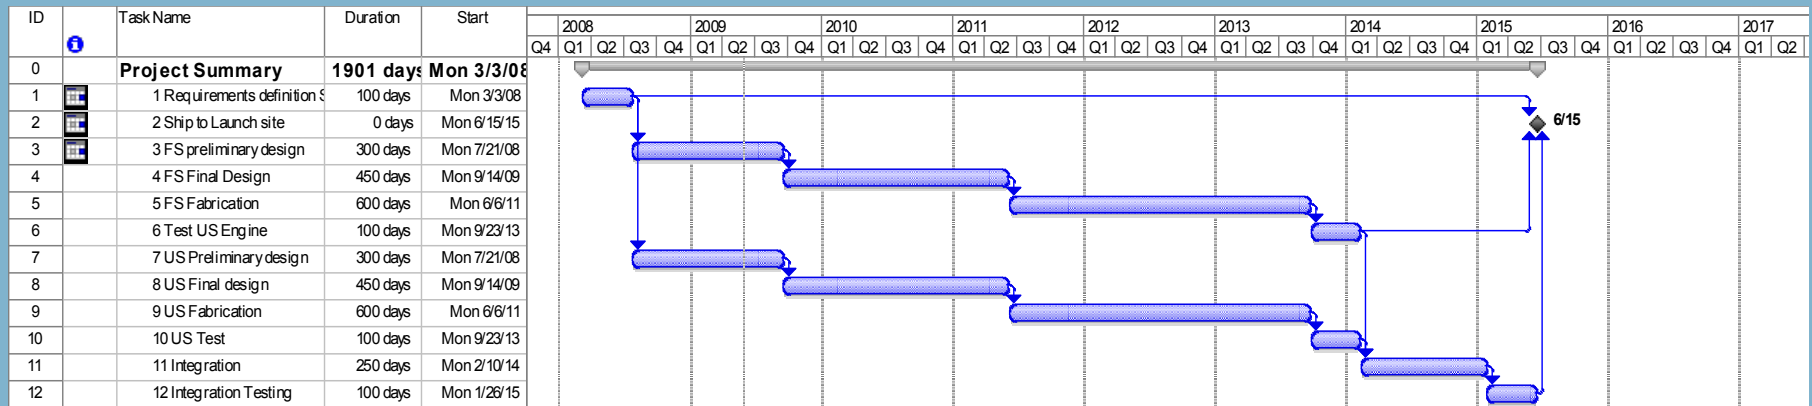 ID Task Name Duration Start 2008 2009 2010 2011 2012 2013 2014 2015 2016 2017
Q4 Q1 Q2 Q3 Q4 Q1 Q2 Q3 Q4 Q1 Q2 Q3 Q4 Q1 Q2 Q3 Q4 Q1 Q2 Q3 Q4 Q1 Q2 Q3 Q4 Q1 Q2 Q3 Q4 Q1 Q2 Q3 Q4 Q1 Q2 Q3 Q4 Q1 Q2
0 Project Summary 1901 days Mon 3/3/08
1 1 Requirements definition S 100 days Mon 3/3/08
2 2 Ship to Launch site 0 days Mon 6/15/15 6/15
3 3 FS preliminary design 300 days Mon 7/21/08
4 4 FS Final Design 450 days Mon 9/14/09
5 5 FS Fabrication 600 days Mon 6/6/11
6 6 Test US Engine 100 days Mon 9/23/13
7 7 US Preliminary design 300 days Mon 7/21/08
8 8 US Final design 450 days Mon 9/14/09
9 9 US Fabrication 600 days Mon 6/6/11
10 10 US Test 100 days Mon 9/23/13
11 11 Integration 250 days Mon 2/10/14
12 12 Integration Testing 100 days Mon 1/26/15